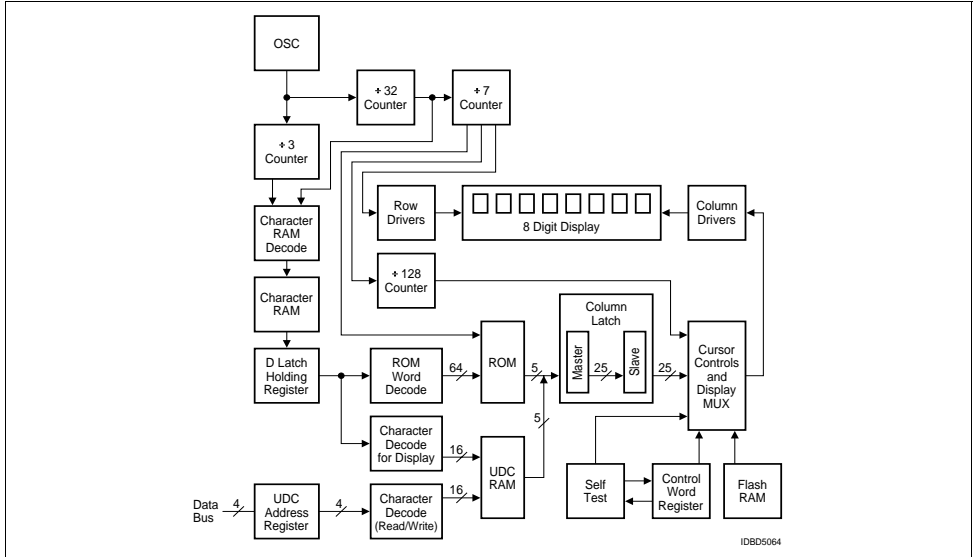 OSC
÷ 32
Counter
÷ 7
Counter
÷ 3
Counter
Character
RAM
Decode
Row
Drivers
8 Digit Display
Column
Drivers
÷ 128
Counter
Character
RAM
Column
Latch
Master
25
Slave
25
Cursor
Controls
and
Display
MUX
D Latch
Holding
Register
ROM
Word
Decode
64
ROM
5
5
Character
Decode
for Display
16
UDC
RAM
Data
Bus
4
UDC
Address
Register
4
Character
Decode
(Read/Write)
16
Self
Test
Control
Word
Register
Flash
RAM
IDBD5064